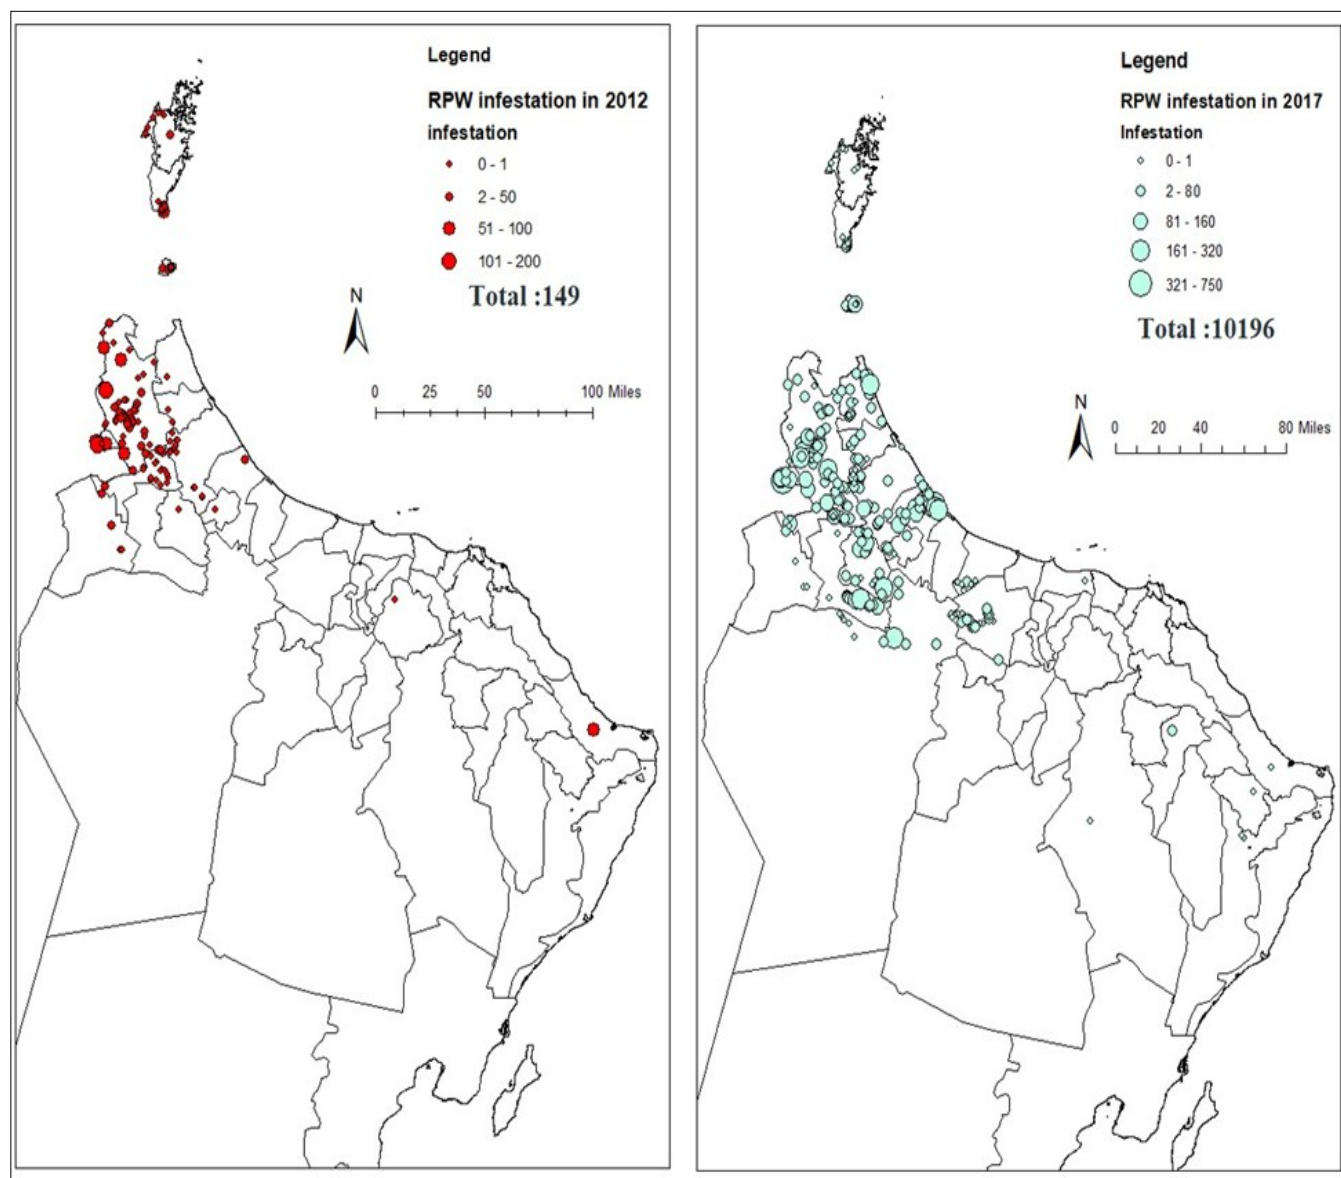 Legend
RPW infestation in 2012
infestation
0 - 1
2 - 50
51 - 100
101 - 200
Total :149
N
0 25 50 100 Miles
Legend
RPW infestation in 2017
Infestation
0 - 1
2 - 80
81 - 160
161 - 320
321 - 750
Total :10196
N
0 20 40 80 Miles